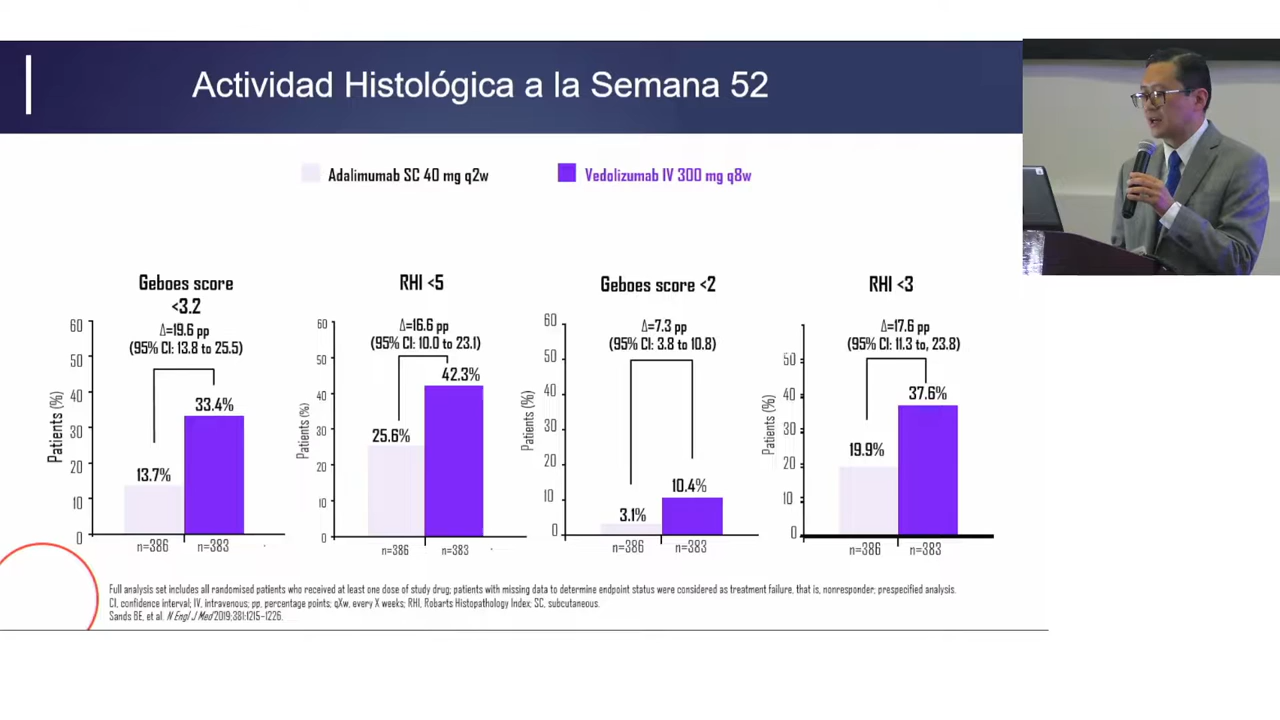 Actividad Histológica a la Semana 52
Adalimumab SC 40 mg q2w
Vedolizumab IV 300 mg q8w
Geboes score
<3.2
Δ=19.6 pp
(95% CI: 13.8 to 25.5)
Patients (%)
60
50
40
30
20
10
0
13.7%
33.4%
n=386
n=383
RHI <5
Δ=16.6 pp
(95% CI: 10.0 to 23.1)
Patients (%)
60
50
40
30
20
10
0
25.6%
42.3%
n=386
n=383
Geboes score <2
Δ=7.3 pp
(95% CI: 3.8 to 10.8)
Patients (%)
60
50
40
30
20
10
0
3.1%
10.4%
n=386
n=383
RHI <3
Δ=17.6 pp
(95% CI: 11.3 to, 23.8)
Patients (%)
50
40
30
20
10
0
19.9%
37.6%
n=386
n=383
Full analysis set includes all randomised patients who received at least one dose of study drug; patients with missing data to determine endpoint status were considered as treatment failure, that is, nonresponder; prespecified analysis.
CI, confidence interval; IV, intravenous; pp, percentage points; qXw, every X weeks; RHI, Robarts Histopathology Index; SC, subcutaneous.
Sands BE, et al. N Engl J Med 2019;381:1215–1226.